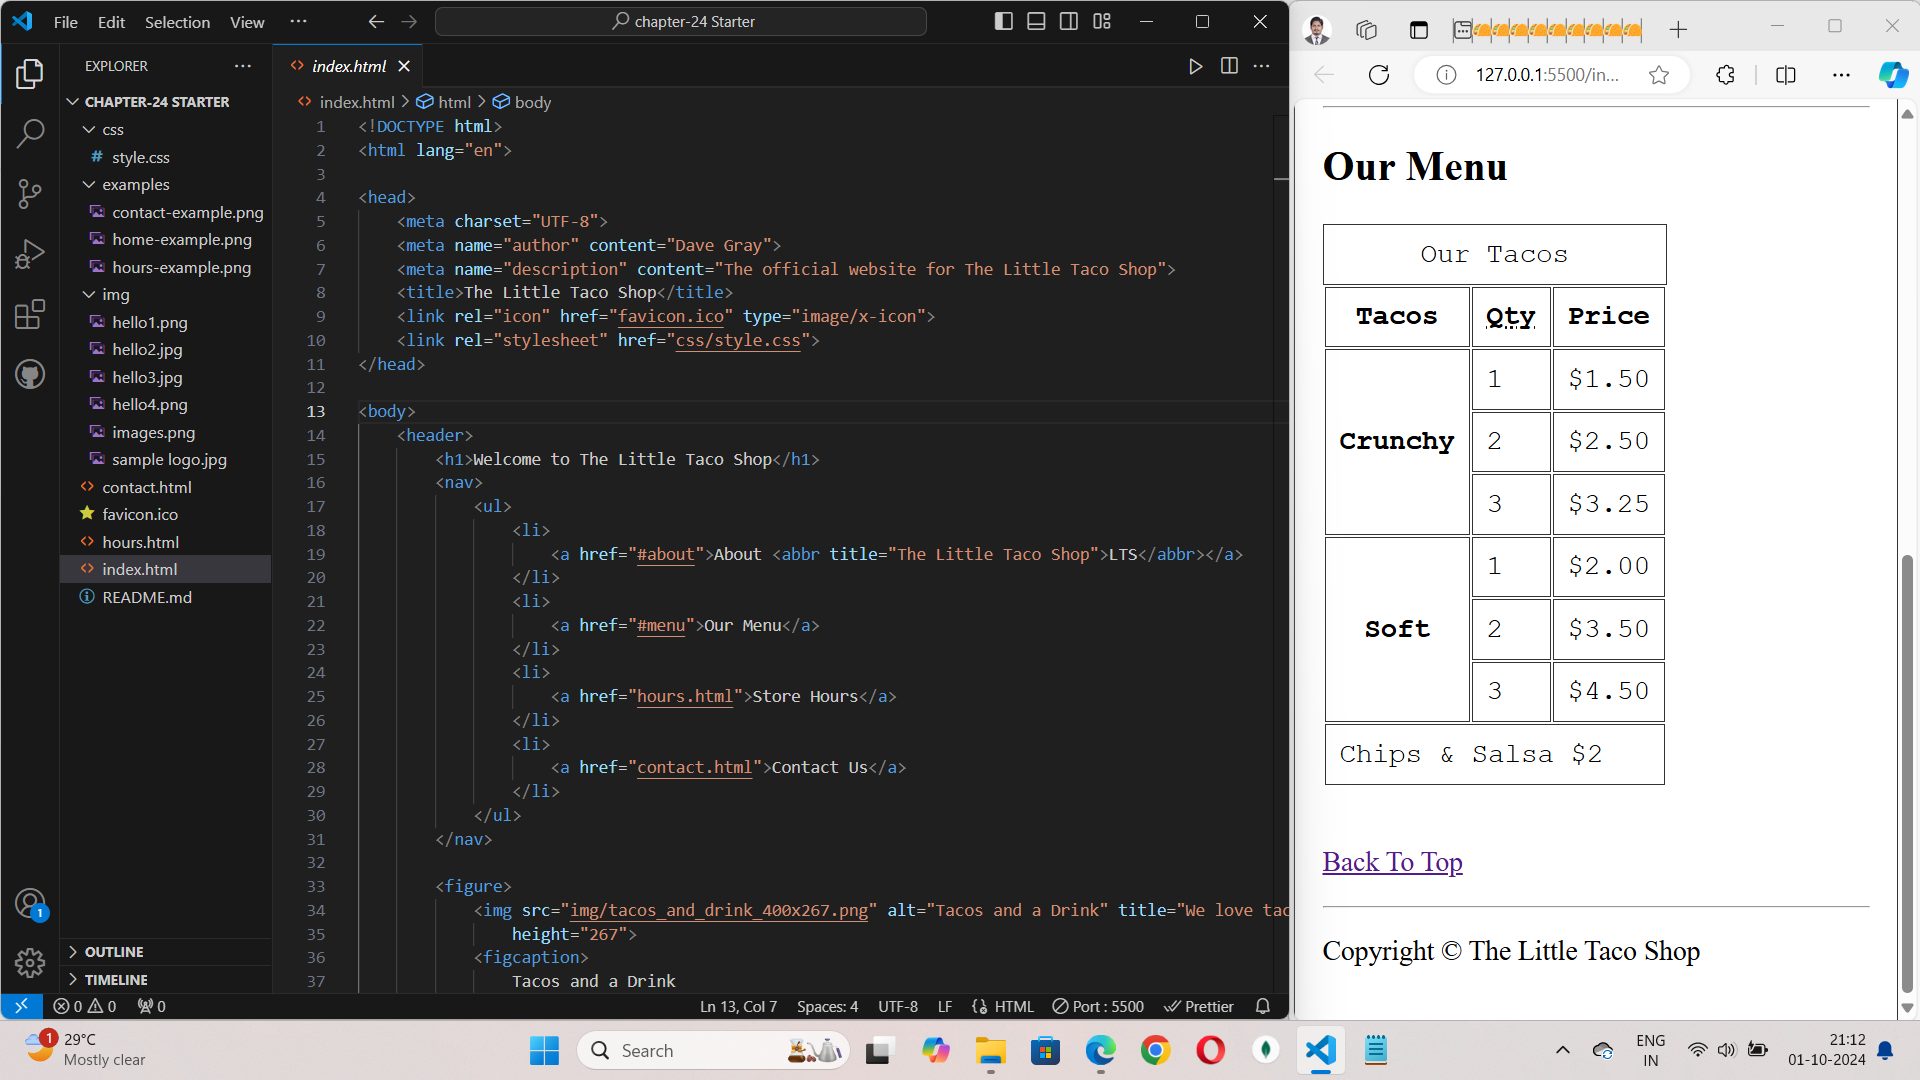 File Edit Selection View ··· chapter-24 Starter
EXPLORER ···
CHAPTER-24 STARTER
css
# style.css
examples
contact-example.png
home-example.png
hours-example.png
img
hello1.png
hello2.jpg
hello3.jpg
hello4.png
images.png
sample logo.jpg
contact.html
favicon.ico
hours.html
index.html
README.md
OUTLINE
TIMELINE
index.html
index.html > html > body
1 <!DOCTYPE html>
2 <html lang="en">
3
4 <head>
5 <meta charset="UTF-8">
6 <meta name="author" content="Dave Gray">
7 <meta name="description" content="The official website for The Little Taco Shop">
8 <title>The Little Taco Shop</title>
9 <link rel="icon" href="favicon.ico" type="image/x-icon">
10 <link rel="stylesheet" href="css/style.css">
11 </head>
12
13 <body>
14 <header>
15 <h1>Welcome to The Little Taco Shop</h1>
16 <nav>
17 <ul>
18 <li>
19 <a href="#about">About <abbr title="The Little Taco Shop">LTS</abbr></a>
20 </li>
21 <li>
22 <a href="#menu">Our Menu</a>
23 </li>
24 <li>
25 <a href="hours.html">Store Hours</a>
26 </li>
27 <li>
28 <a href="contact.html">Contact Us</a>
29 </li>
30 </ul>
31 </nav>
32
33 <figure>
34 <img src="img/tacos_and_drink_400x267.png" alt="Tacos and a Drink" title="We love tac
35 height="267">
36 <figcaption>
37 Tacos and a Drink
1
0 0 0 Ln 13, Col 7 Spaces: 4 UTF-8 LF HTML Port : 5500 Prettier
127.0.0.1:5500/in...
Our Menu
Our Tacos
Tacos Qty Price
Crunchy 1 $1.50
2 $2.50
3 $3.25
Soft 1 $2.00
2 $3.50
3 $4.50
Chips & Salsa $2
Back To Top
Copyright © The Little Taco Shop
1 29°C
Mostly clear
Search
ENG
IN
21:12
01-10-2024